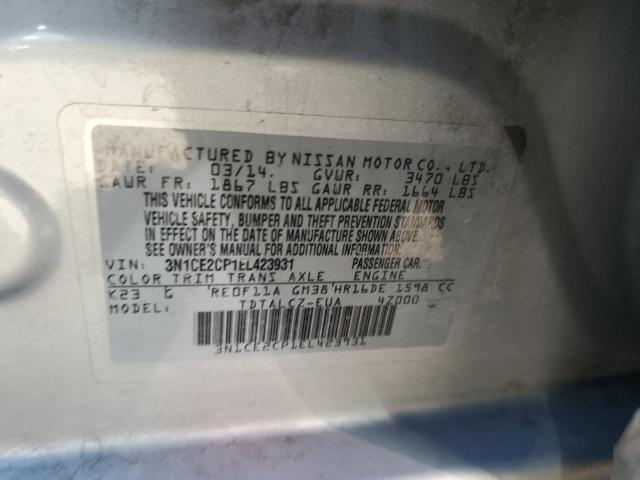 MANUFACTURED BY NISSAN MOTOR CO., LTD.
DATE: 03/14. GVWR: 3470 LBS
GAWR FR: 1867 LBS GAWR RR: 1664 LBS
THIS VEHICLE CONFORMS TO ALL APPLICABLE FEDERAL MOTOR
VEHICLE SAFETY, BUMPER AND THEFT PREVENTION STANDARDS
IN EFFECT ON THE DATE OF MANUFACTURE SHOWN ABOVE.
SEE OWNER'S MANUAL FOR ADDITIONAL INFORMATION.
VIN: 3N1CE2CP1EL423931 PASSENGER CAR
COLOR TRIM TRANS AXLE ENGINE
K23 G RE0F11A GM38 HR16DE 1598 CC
MODEL: TDTALCZ-EUA 4Z000
3N1CE2CP1EL423931